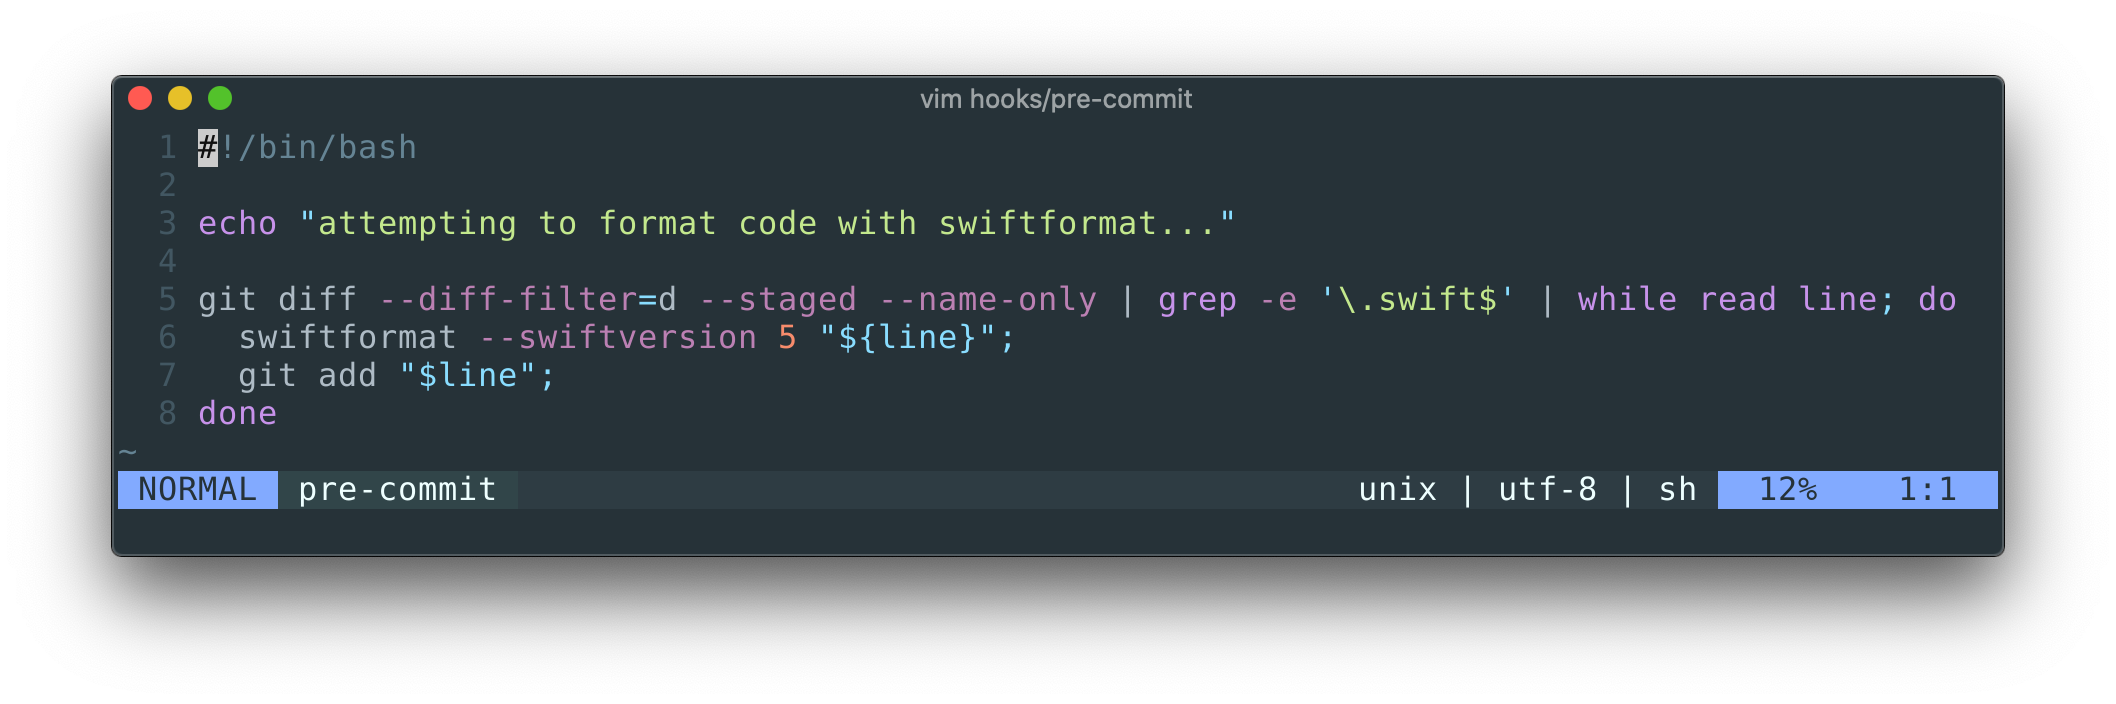 vim hooks/pre-commit
1 #!/bin/bash
2
3 echo "attempting to format code with swiftformat..."
4
5 git diff --diff-filter=d --staged --name-only | grep -e '\.swift$' | while read line; do
6   swiftformat --swiftversion 5 "${line}";
7   git add "$line";
8 done
~
NORMAL pre-commit unix | utf-8 | sh 12% 1:1